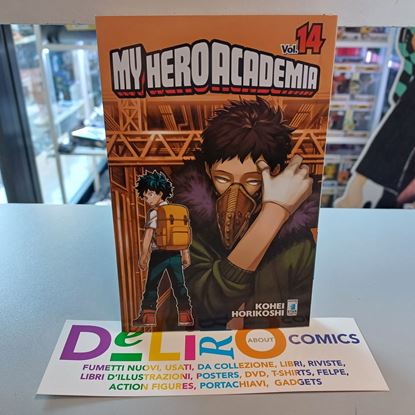 MY HERO ACADEMIA
Vol. 14
KOHEI
HORIKOSHI
DeLiRO ABOUT COMICS
FUMETTI NUOVI, USATI, DA COLLEZIONE, LIBRI, RIVISTE,
LIBRI D'ILLUSTRAZIONI, POSTERS, DVD, T-SHIRTS, FELPE,
ACTION FIGURES, PORTACHIAVI, GADGETS